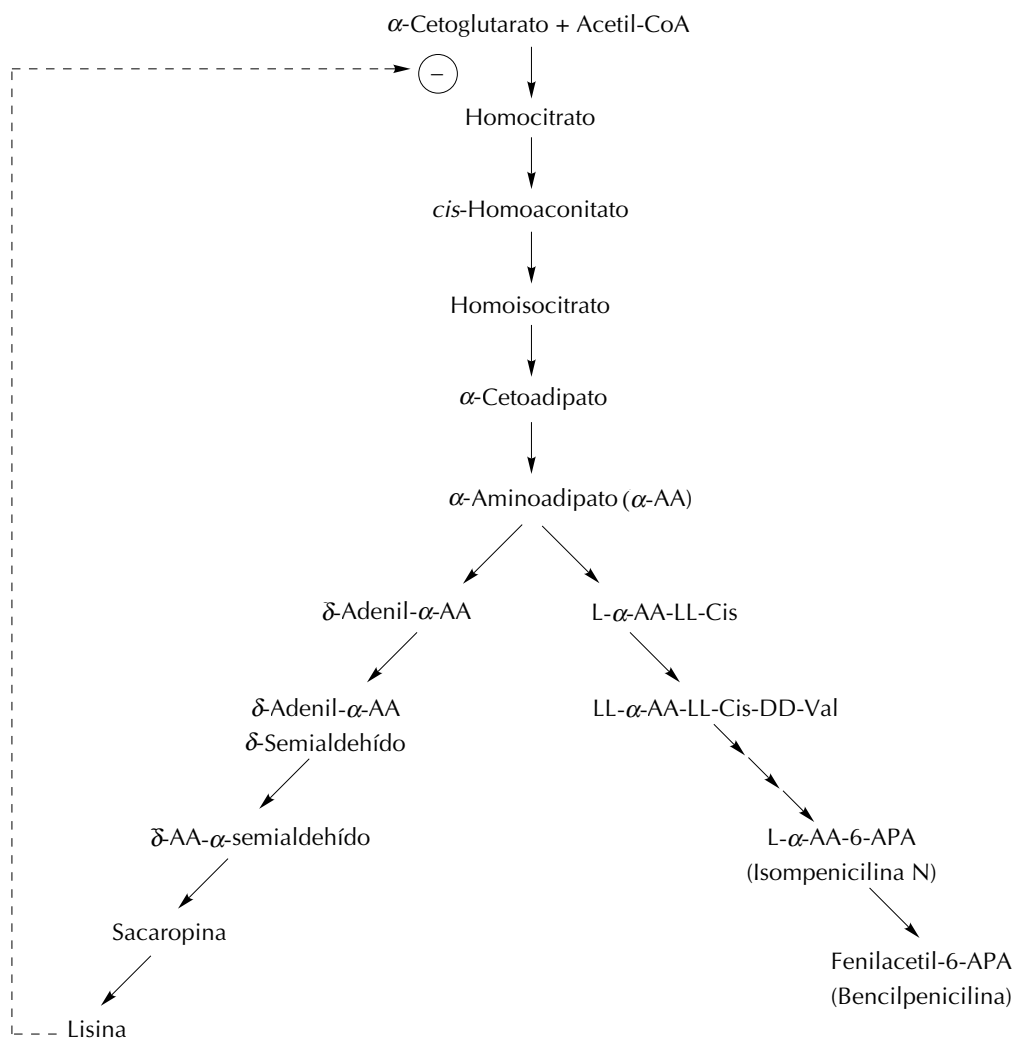 α-Cetoglutarato + Acetil-CoA
−
Homocitrato
cis-Homoaconitato
Homoisocitrato
α-Cetoadipato
α-Aminoadipato (α-AA)
δ-Adenil-α-AA
L-α-AA-LL-Cis
δ-Adenil-α-AA
δ-Semialdehído
LL-α-AA-LL-Cis-DD-Val
δ-AA-α-semialdehído
L-α-AA-6-APA
(Isompenicilina N)
Sacaropina
Fenilacetil-6-APA
(Bencilpenicilina)
Lisina